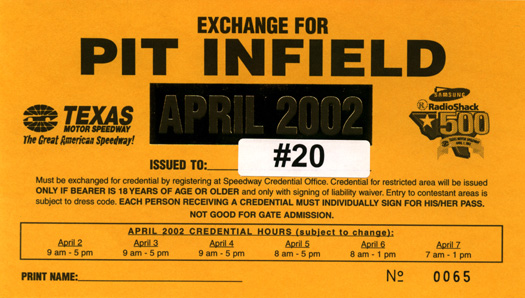 EXCHANGE FOR
PIT INFIELD
APRIL 2002
TEXAS
MOTOR SPEEDWAY
The Great American Speedway!
SAMSUNG
RadioShack
500
ISSUED TO:
#20
Must be exchanged for credential by registering at Speedway Credential Office. Credential for restricted area will be issued
ONLY IF BEARER IS 18 YEARS OF AGE OR OLDER and only with signing of liability waiver. Entry to contestant areas is
subject to dress code. EACH PERSON RECEIVING A CREDENTIAL MUST INDIVIDUALLY SIGN FOR HIS/HER PASS.
NOT GOOD FOR GATE ADMISSION.
APRIL 2002 CREDENTIAL HOURS (subject to change):
April 2 April 3 April 4 April 5 April 6 April 7
9 am - 5 pm 9 am - 5 pm 9 am - 5 pm 8 am - 5 pm 8 am - 1 pm 7 am - 1 pm
PRINT NAME: Nº 0065